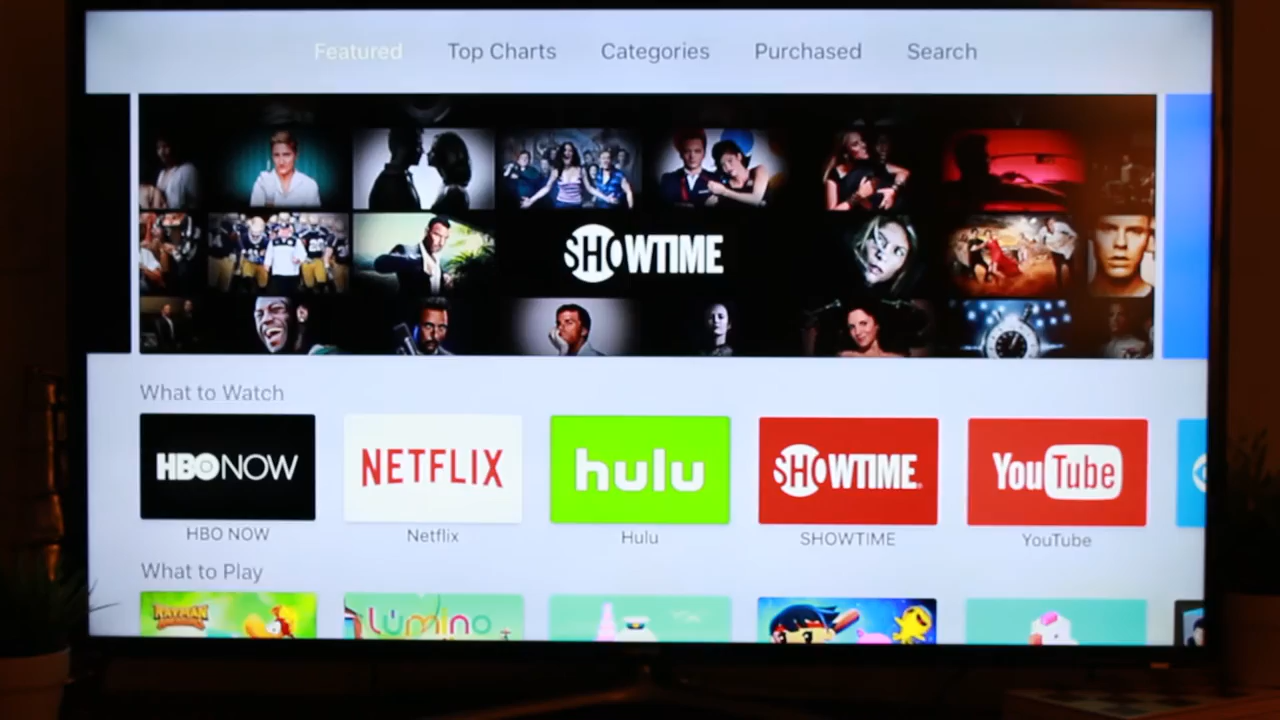 Featured Top Charts Categories Purchased Search
SHOWTIME
What to Watch
HBO NOW NETFLIX hulu SHOWTIME YouTube
HBO NOW Netflix Hulu SHOWTIME YouTube
What to Play
RAYMAN Lumino